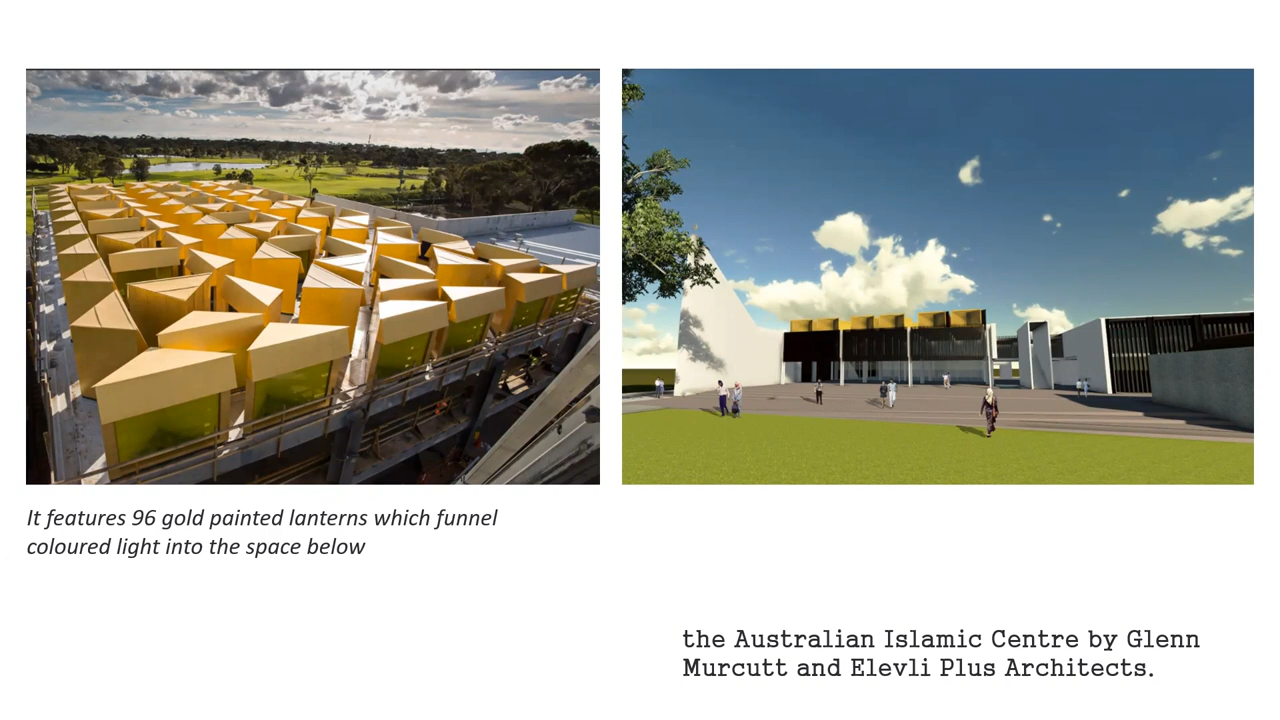 It features 96 gold painted lanterns which funnel
coloured light into the space below
the Australian Islamic Centre by Glenn
Murcutt and Elevli Plus Architects.